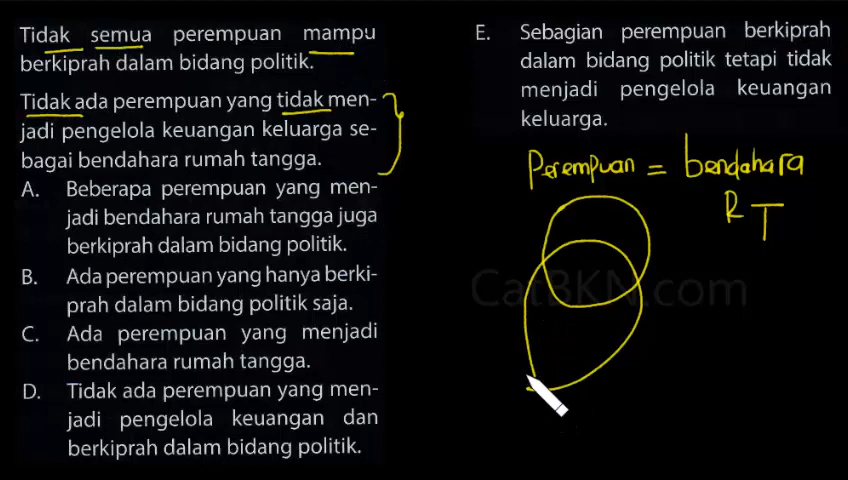 Tidak semua perempuan mampu
berkiprah dalam bidang politik.
Tidak ada perempuan yang tidak men-
jadi pengelola keuangan keluarga se-
bagai bendahara rumah tangga.
A. Beberapa perempuan yang men-
jadi bendahara rumah tangga juga
berkiprah dalam bidang politik.
B. Ada perempuan yang hanya berki-
prah dalam bidang politik saja.
C. Ada perempuan yang menjadi
bendahara rumah tangga.
D. Tidak ada perempuan yang men-
jadi pengelola keuangan dan
berkiprah dalam bidang politik.
E. Sebagian perempuan berkiprah
dalam bidang politik tetapi tidak
menjadi pengelola keuangan
keluarga.
Perempuan = bendahara
RT
CatBKN.com